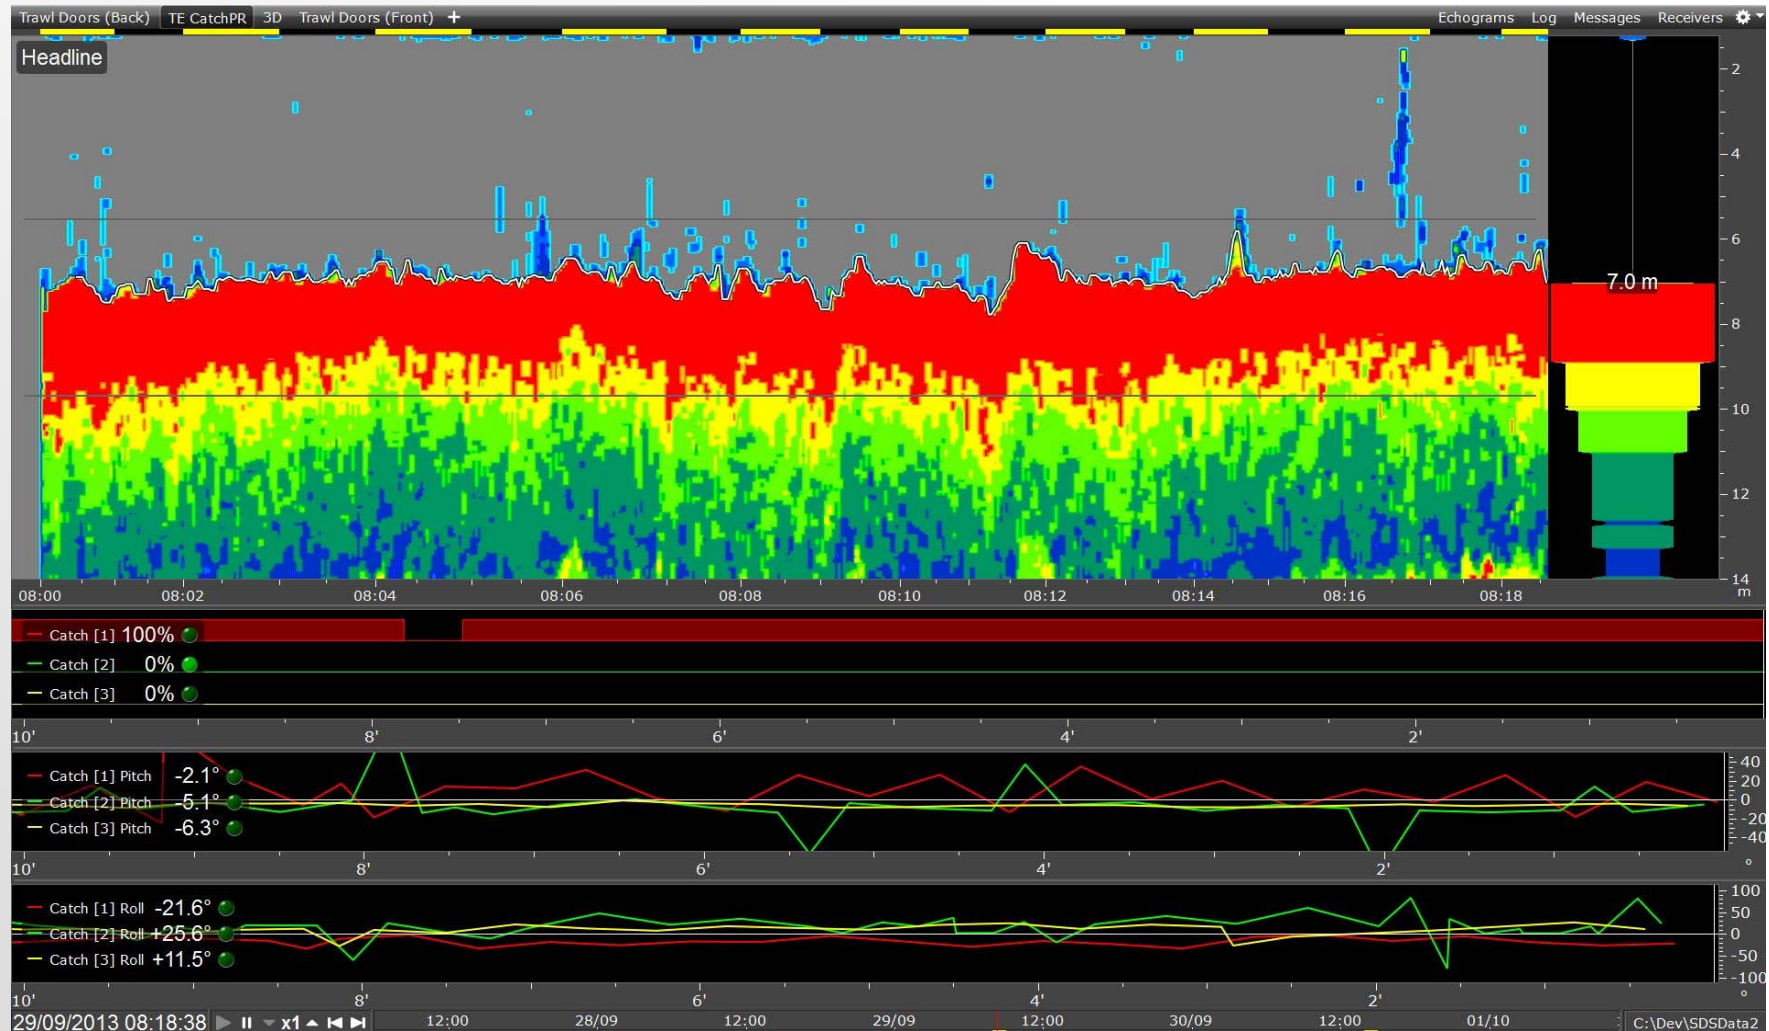 Trawl Doors (Back) TE CatchPR 3D Trawl Doors (Front) + Echograms Log Messages Receivers
Headline
2
4
6
7.0 m
8
10
12
14
m
08:00 08:02 08:04 08:06 08:08 08:10 08:12 08:14 08:16 08:18
Catch [1] 100%
Catch [2] 0%
Catch [3] 0%
10' 8' 6' 4' 2'
Catch [1] Pitch -2.1°
Catch [2] Pitch -5.1°
Catch [3] Pitch -6.3°
40
20
0
-20
-40
°
10' 8' 6' 4' 2'
Catch [1] Roll -21.6°
Catch [2] Roll +25.6°
Catch [3] Roll +11.5°
100
50
0
-50
-100
°
10' 8' 6' 4' 2'
29/09/2013 08:18:38 x1 12:00 28/09 12:00 29/09 12:00 30/09 12:00 01/10 C:\Dev\SDSData2